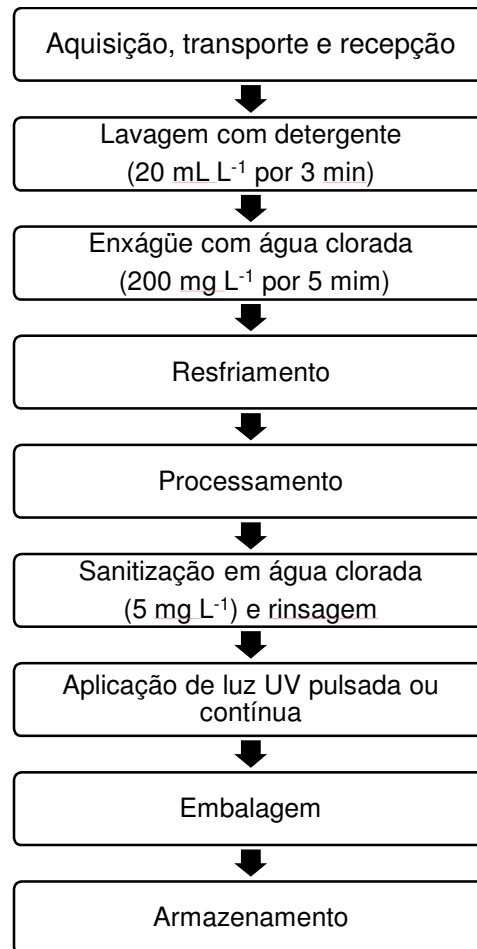 Aquisição, transporte e recepção
Lavagem com detergente
(20 mL L⁻¹ por 3 min)
Enxágüe com água clorada
(200 mg L⁻¹ por 5 mim)
Resfriamento
Processamento
Sanitização em água clorada
(5 mg L⁻¹) e rinsagem
Aplicação de luz UV pulsada ou
contínua
Embalagem
Armazenamento